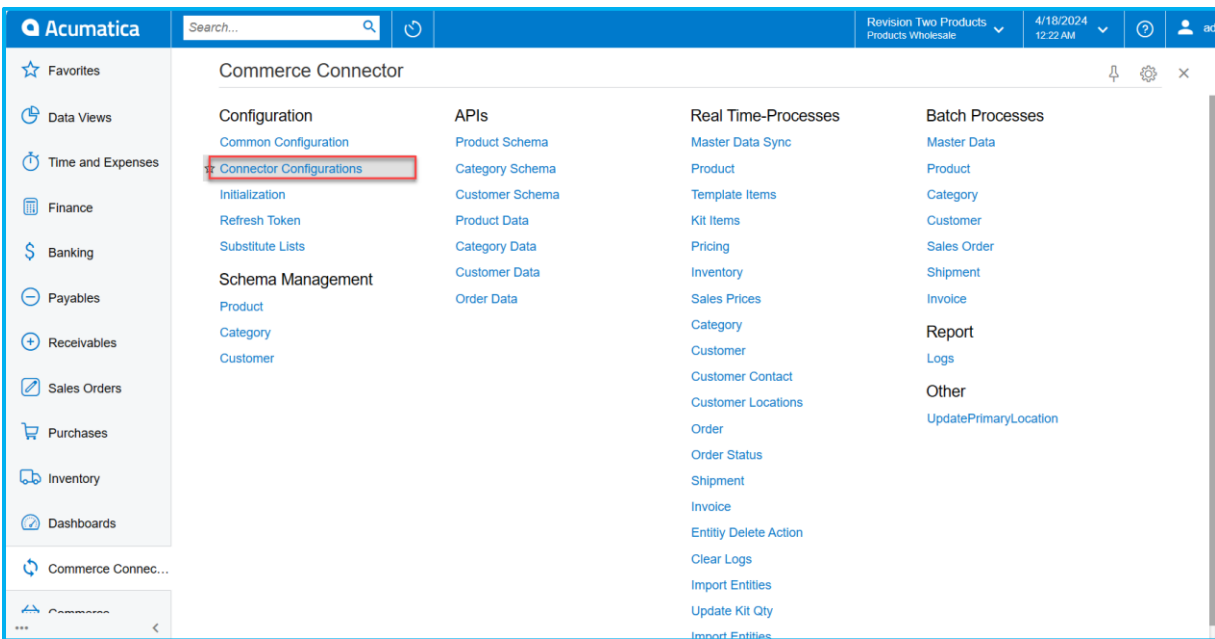 Acumatica
Search...
Revision Two Products
Products Wholesale
4/18/2024
12:22 AM
Favorites
Data Views
Time and Expenses
Finance
Banking
Payables
Receivables
Sales Orders
Purchases
Inventory
Dashboards
Commerce Connec...
Commerce
Commerce Connector
Configuration
Common Configuration
Connector Configurations
Initialization
Refresh Token
Substitute Lists
Schema Management
Product
Category
Customer
APIs
Product Schema
Category Schema
Customer Schema
Product Data
Category Data
Customer Data
Order Data
Real Time-Processes
Master Data Sync
Product
Template Items
Kit Items
Pricing
Inventory
Sales Prices
Category
Customer
Customer Contact
Customer Locations
Order
Order Status
Shipment
Invoice
Entitiy Delete Action
Clear Logs
Import Entities
Update Kit Qty
Import Entities
Batch Processes
Master Data
Product
Category
Customer
Sales Order
Shipment
Invoice
Report
Logs
Other
UpdatePrimaryLocation